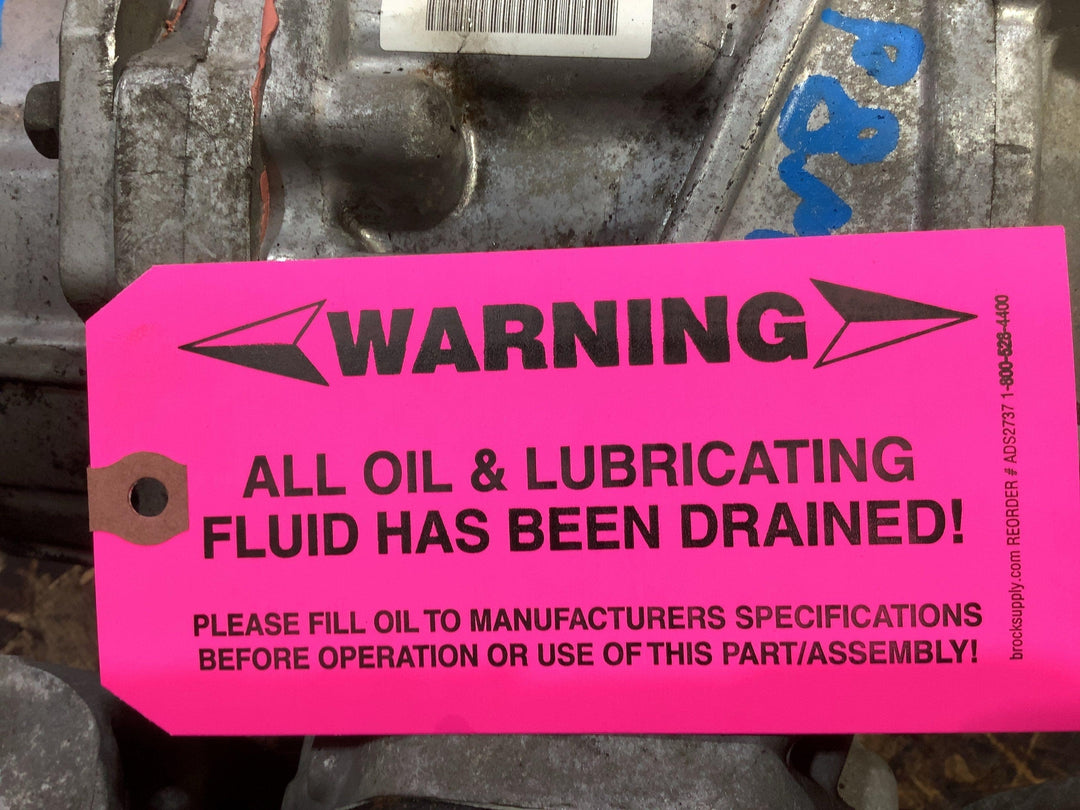 WARNING
ALL OIL & LUBRICATING
FLUID HAS BEEN DRAINED!
PLEASE FILL OIL TO MANUFACTURERS SPECIFICATIONS
BEFORE OPERATION OR USE OF THIS PART/ASSEMBLY!
brocksupply.com REORDER # ADS2737 1-800-528-4400